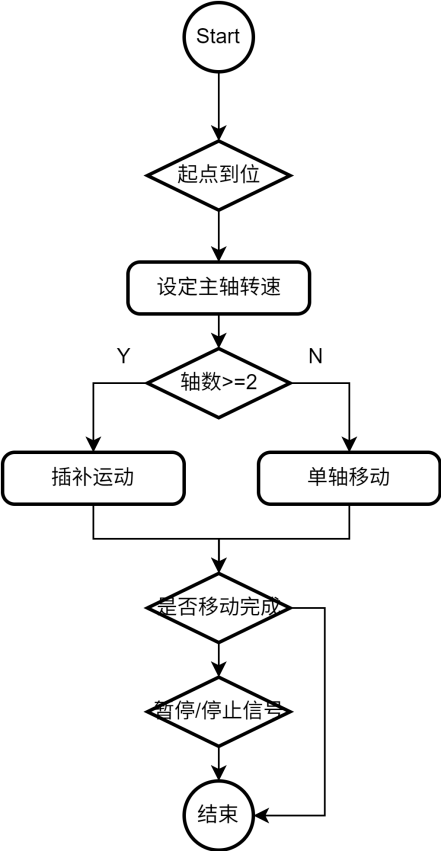 Start
起点到位
设定主轴转速
Y
N
轴数>=2
插补运动
单轴移动
是否移动完成
暂停/停止信号
结束